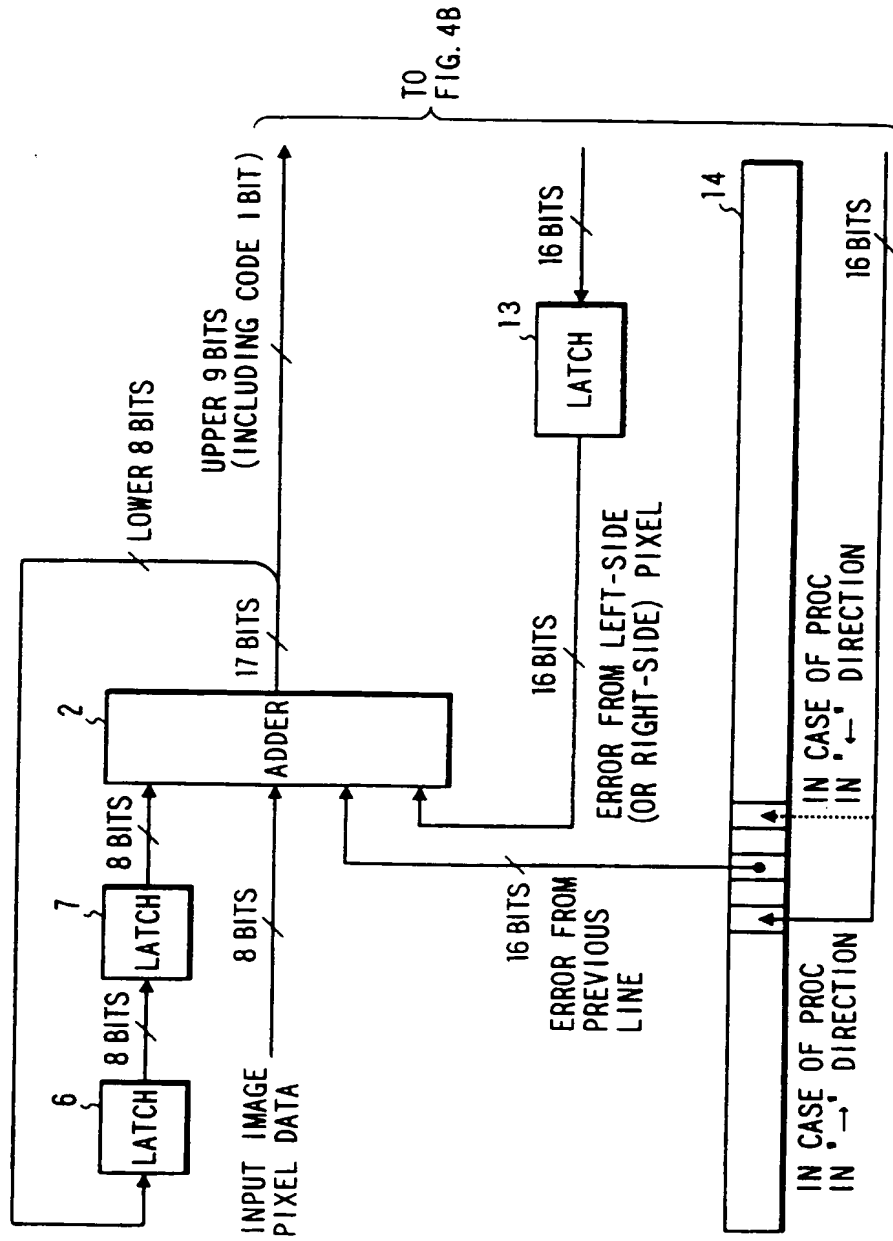 6
LATCH
8 BITS
7
LATCH
8 BITS
LOWER 8 BITS
INPUT IMAGE
PIXEL DATA
8 BITS
2
ADDER
17 BITS
UPPER 9 BITS
(INCLUDING CODE 1 BIT)
TO
FIG. 4B
16 BITS
ERROR FROM
PREVIOUS
LINE
16 BITS
ERROR FROM LEFT-SIDE
(OR RIGHT-SIDE) PIXEL
13
LATCH
16 BITS
14
IN CASE OF PROC
IN "→" DIRECTION
IN CASE OF PROC
IN "←" DIRECTION
16 BITS